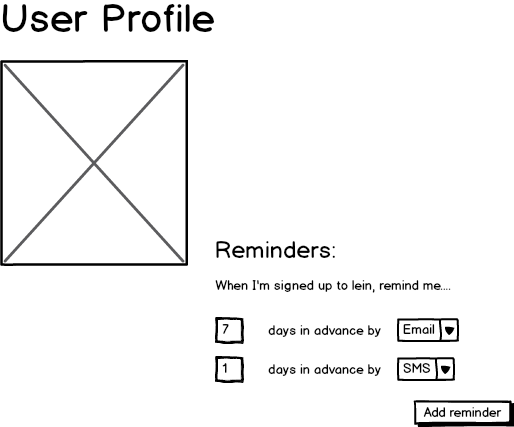 User Profile
Reminders:
When I'm signed up to lein, remind me....
7 days in advance by Email
1 days in advance by SMS
Add reminder